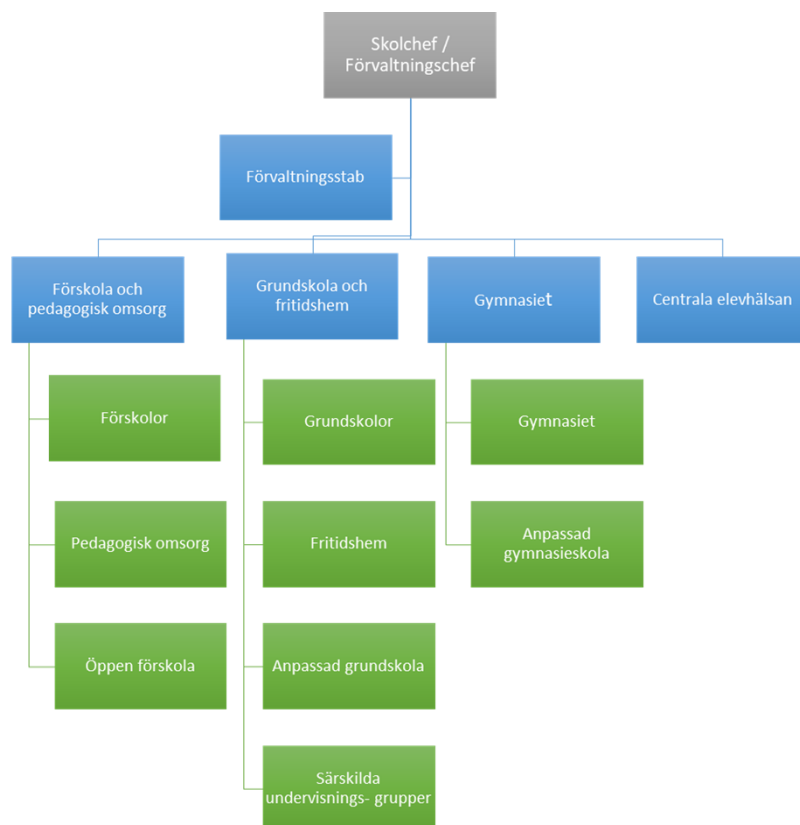 Skolchef /
Förvaltningschef
Förvaltningsstab
Förskola och
pedagogisk omsorg
Grundskola och
fritidshem
Gymnasiet
Centrala elevhälsan
Förskolor
Grundskolor
Gymnasiet
Pedagogisk omsorg
Fritidshem
Anpassad
gymnasieskola
Öppen förskola
Anpassad grundskola
Särskilda
undervisnings- grupper